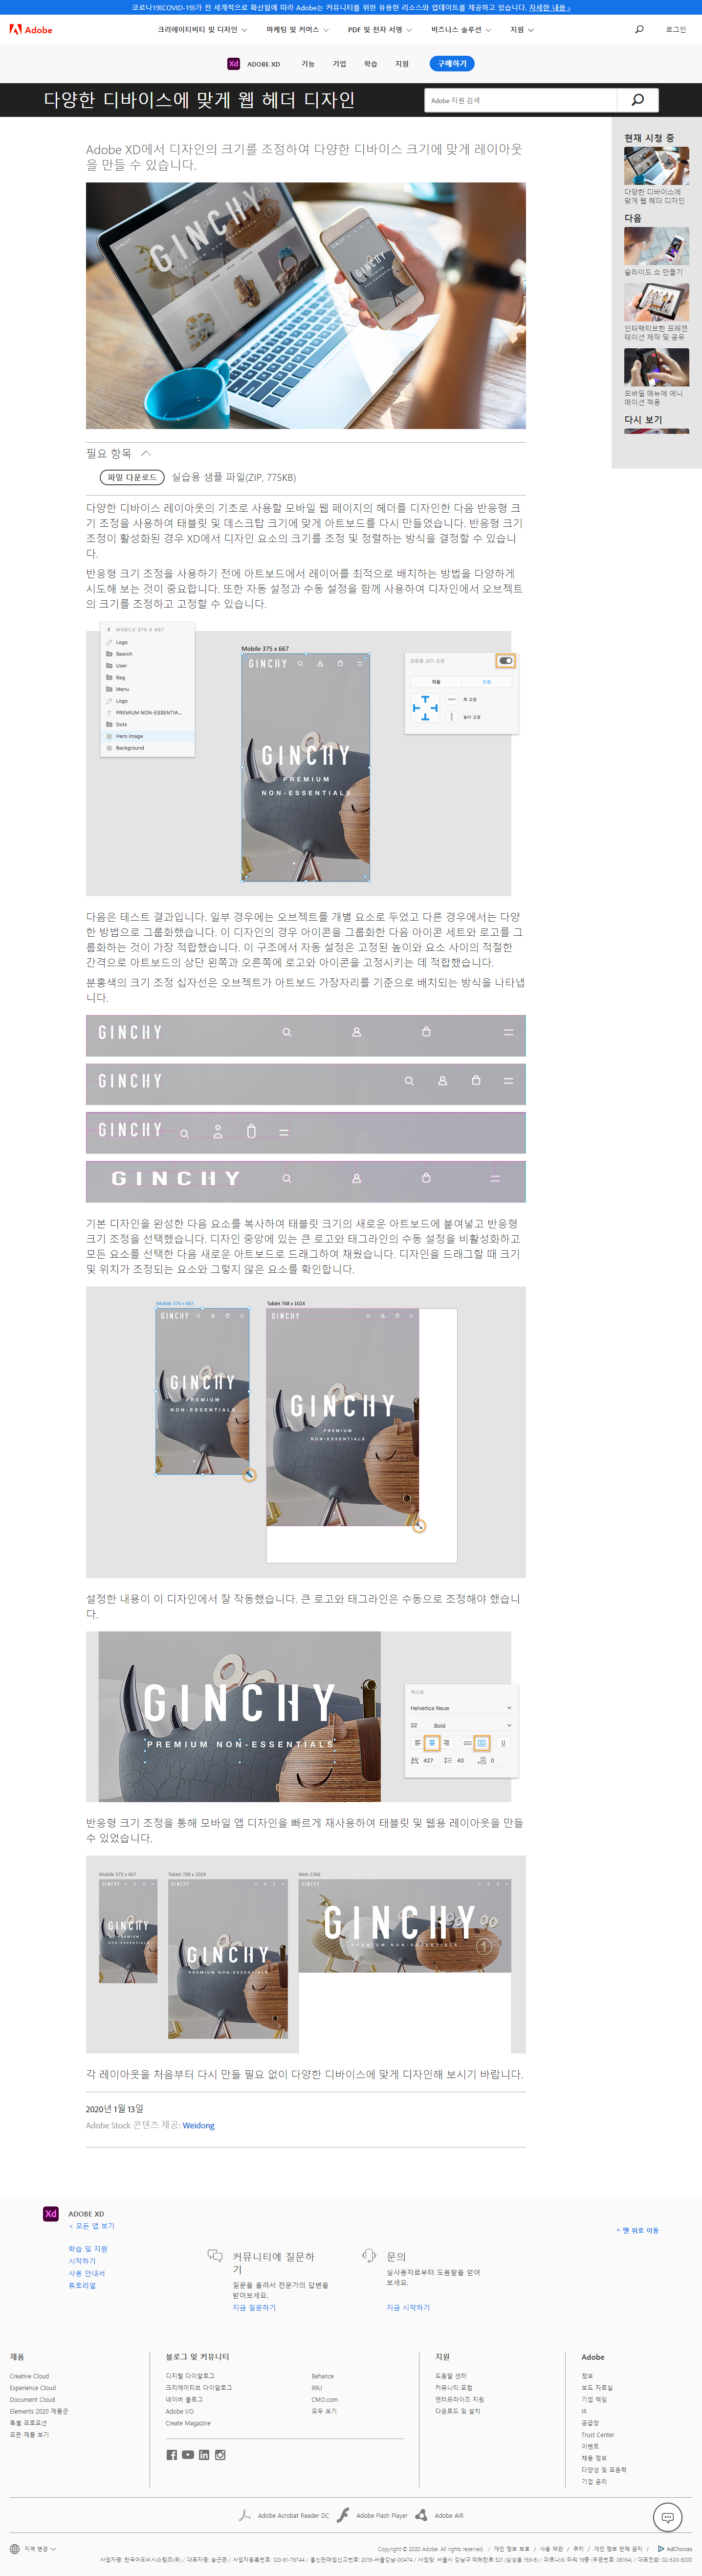 코로나19(COVID-19)가 전 세계적으로 확산됨에 따라 Adobe는 커뮤니티를 위한 유용한 리소스와 업데이트를 제공하고 있습니다. 자세한 내용 ›
Adobe
크리에이티비티 및 디자인
마케팅 및 커머스
PDF 및 전자 서명
비즈니스 솔루션
지원
로그인
Xd
ADOBE XD
기능
기업
학습
지원
구매하기
다양한 디바이스에 맞게 웹 헤더 디자인
Adobe 지원 검색
Adobe XD에서 디자인의 크기를 조정하여 다양한 디바이스 크기에 맞게 레이아웃
을 만들 수 있습니다.
GINCHY
GINCHY
GINCHY
현재 시청 중
다양한 디바이스에
맞게 웹 헤더 디자인
다음
슬라이드 쇼 만들기
인터랙티브한 프레젠
테이션 제작 및 공유
모바일 메뉴에 애니
메이션 적용
다시 보기
필요 항목
파일 다운로드
실습용 샘플 파일(ZIP, 775KB)
다양한 디바이스 레이아웃의 기초로 사용할 모바일 웹 페이지의 헤더를 디자인한 다음 반응형 크
기 조정을 사용하여 태블릿 및 데스크탑 크기에 맞게 아트보드를 다시 만들었습니다. 반응형 크기
조정이 활성화된 경우 XD에서 디자인 요소의 크기를 조정 및 정렬하는 방식을 결정할 수 있습니
다.
반응형 크기 조정을 사용하기 전에 아트보드에서 레이어를 최적으로 배치하는 방법을 다양하게
시도해 보는 것이 중요합니다. 또한 자동 설정과 수동 설정을 함께 사용하여 디자인에서 오브젝트
의 크기를 조정하고 고정할 수 있습니다.
MOBILE 375 X 667
Logo
Search
User
Bag
Menu
Logo
PREMIUM NON-ESSENTIA...
Dots
Hero image
Background
Mobile 375 x 667
GINCHY
GINCHY
PREMIUM
NON-ESSENTIALS
반응형 크기 조정
자동
수동
폭 고정
높이 고정
다음은 테스트 결과입니다. 일부 경우에는 오브젝트를 개별 요소로 두었고 다른 경우에서는 다양
한 방법으로 그룹화했습니다. 이 디자인의 경우 아이콘을 그룹화한 다음 아이콘 세트와 로고를 그
룹화하는 것이 가장 적합했습니다. 이 구조에서 자동 설정은 고정된 높이와 요소 사이의 적절한
간격으로 아트보드의 상단 왼쪽과 오른쪽에 로고와 아이콘을 고정시키는 데 적합했습니다.
분홍색의 크기 조정 십자선은 오브젝트가 아트보드 가장자리를 기준으로 배치되는 방식을 나타냅
니다.
GINCHY
GINCHY
GINCHY
GINCHY
기본 디자인을 완성한 다음 요소를 복사하여 태블릿 크기의 새로운 아트보드에 붙여넣고 반응형
크기 조정을 선택했습니다. 디자인 중앙에 있는 큰 로고와 태그라인의 수동 설정을 비활성화하고
모든 요소를 선택한 다음 새로운 아트보드로 드래그하여 채웠습니다. 디자인을 드래그할 때 크기
및 위치가 조정되는 요소와 그렇지 않은 요소를 확인합니다.
Mobile 375 x 667
Tablet 768 x 1024
GINCHY
GINCHY
GINCHY
PREMIUM
NON-ESSENTIALS
GINCHY
PREMIUM
NON-ESSENTIALS
설정한 내용이 이 디자인에서 잘 작동했습니다. 큰 로고와 태그라인은 수동으로 조정해야 했습니
다.
GINCHY
PREMIUM NON-ESSENTIALS
텍스트
Helvetica Neue
22
Bold
427
40
0
반응형 크기 조정을 통해 모바일 앱 디자인을 빠르게 재사용하여 태블릿 및 웹용 레이아웃을 만들
수 있었습니다.
Mobile 375 x 667
Tablet 768 x 1024
Web 1366
GINCHY
GINCHY
GINCHY
GINCHY
PREMIUM
NON-ESSENTIALS
GINCHY
PREMIUM NON-ESSENTIALS
GINCHY
PREMIUM NON-ESSENTIALS
각 레이아웃을 처음부터 다시 만들 필요 없이 다양한 디바이스에 맞게 디자인해 보시기 바랍니다.
2020년 1월 13일
Adobe Stock 콘텐츠 제공: Weidong
Xd
ADOBE XD
< 모든 앱 보기
^ 맨 위로 이동
학습 및 지원
시작하기
사용 안내서
튜토리얼
커뮤니티에 질문하
기
질문을 올려서 전문가의 답변을
받아보세요.
지금 질문하기
문의
실사용자로부터 도움말을 얻어
보세요.
지금 시작하기
제품
Creative Cloud
Experience Cloud
Document Cloud
Elements 2020 제품군
특별 프로모션
모든 제품 보기
블로그 및 커뮤니티
디지털 다이알로그
크리에이티브 다이알로그
네이버 블로그
Adobe I/O
Create Magazine
Behance
99U
CMO.com
모두 보기
지원
도움말 센터
커뮤니티 포럼
엔터프라이즈 지원
다운로드 및 설치
Adobe
정보
보도 자료실
기업 책임
IR
공급망
Trust Center
이벤트
채용 정보
다양성 및 포용력
기업 윤리
Adobe Acrobat Reader DC
Adobe Flash Player
Adobe AIR
지역 변경
Copyright © 2020 Adobe. All rights reserved. / 개인 정보 보호 / 사용 약관 / 쿠키 / 개인 정보 판매 금지 / AdChoices
사업자명: 한국어도비시스템즈(유) / 대표자명: 송근존 / 사업자등록번호: 120-81-76744 / 통신판매업신고번호: 2019-서울강남-00474 / 사업장: 서울시 강남구 테헤란로 521 (삼성동 159-8) / 파르나스 타워 19층 (우편번호: 06164) / 대표전화: 02-530-8000